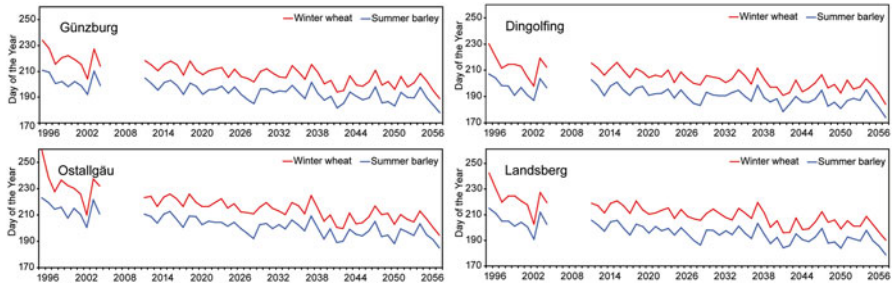 Günzburg
Winter wheat Summer barley
Day of the Year
250
230
210
190
170
1996 2002 2008 2014 2020 2026 2032 2038 2044 2050 2056
Dingolfing
Winter wheat Summer barley
Day of the Year
250
230
210
190
170
1996 2002 2008 2014 2020 2026 2032 2038 2044 2050 2056
Ostallgäu
Winter wheat Summer barley
Day of the Year
250
230
210
190
170
1996 2002 2008 2014 2020 2026 2032 2038 2044 2050 2056
Landsberg
Winter wheat Summer barley
Day of the Year
250
230
210
190
170
1996 2002 2008 2014 2020 2026 2032 2038 2044 2050 2056